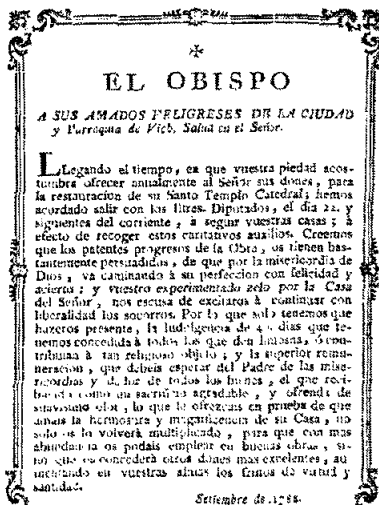 EL OBISPO
A SUS AMADOS FELIGRESES DE LA CIUDAD
y Parroquia de Vich, Salud en el Señor.
LLegando el tiempo, en que vuestra piedad acos-
tumbra ofrecer annualmente al Señor sus dones, para
la restauracion de su Santo Templo Catedral; hemos
acordado salir con los Iltres. Diputados, el dia 22. y
siguientes del corriente, à seguir vuestras casas; à
efecto de recoger estos caritativos auxilios. Creemos
que los patentes progresos de la Obra, os tienen bas-
tantemente persuadidos, de que por la misericordia de
Dios, va caminando à su perfeccion con felicidad y
acierto; y vuestro experimentado zelo por la Casa
del Señor, nos escusa de excitaros à continuar con
liberalidad los socorros. Por lo que solo tenemos que
hazeros presente, la Indulgencia de dias que te-
nemos concedida à todos los que den limosna, ò con-
tribuian à tan religioso objeto; y la superior remu-
neracion, que debeis esperar del Padre de las mise-
ricordias y de luz de todos los bienes, el que reci-
como un sacrificio agradable, y ofrenda de
suavisimo olor, lo que le ofrezcais en prueba de que
amais la hermosura y magnificencia de su Casa, no
solo os lo volverá multiplicado, para que con mas
abundancia os podais emplear en buenas obras, si-
no que os concederà otros dones mas excelentes, au-
mentando en vuestras almas los frutos de virtud y
santidad.
Setiembre de 1788.